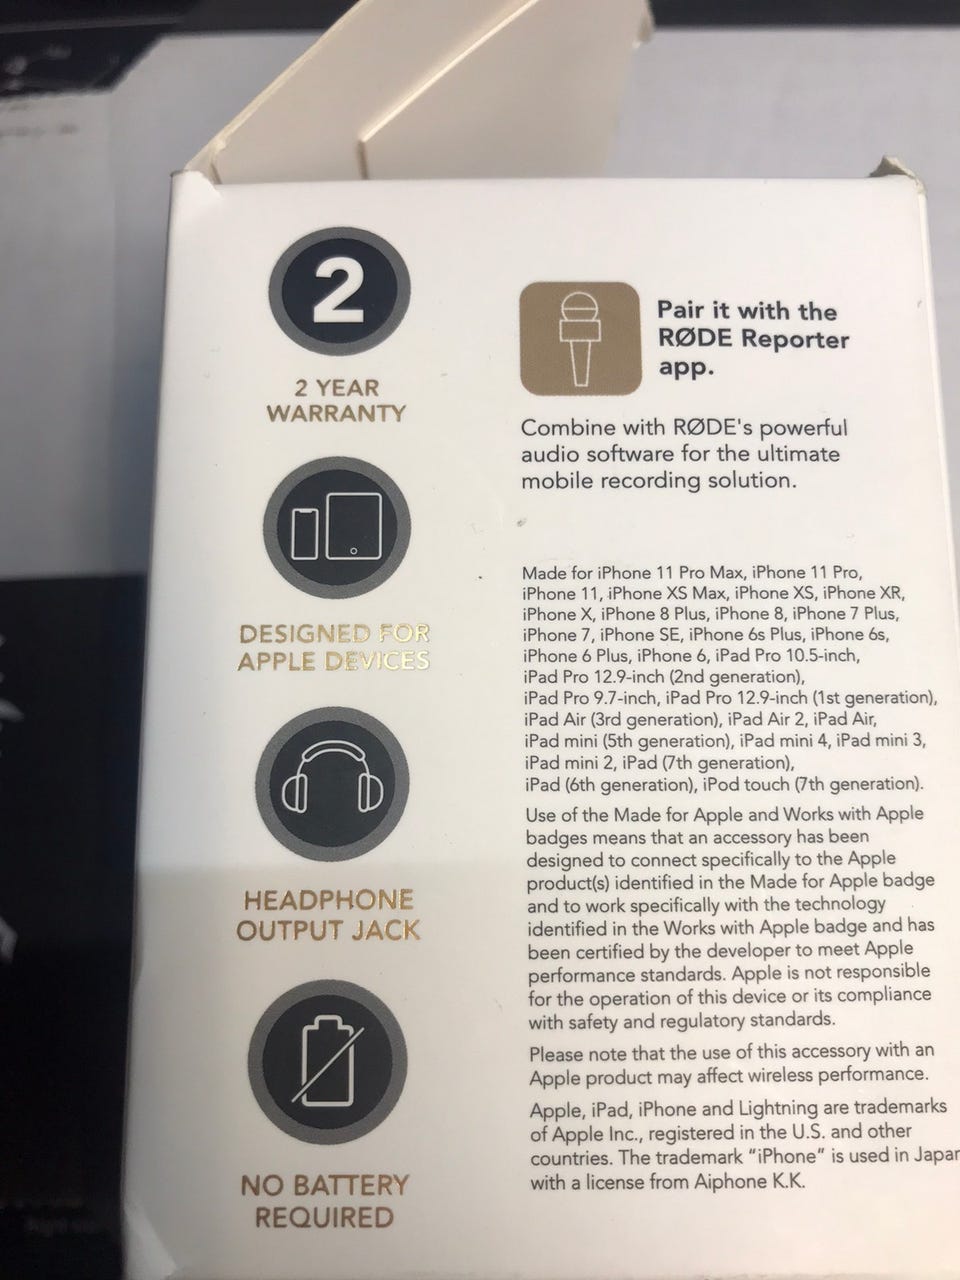 2
2 YEAR
WARRANTY
DESIGNED FOR
APPLE DEVICES
HEADPHONE
OUTPUT JACK
NO BATTERY
REQUIRED
Pair it with the
RØDE Reporter
app.
Combine with RØDE's powerful
audio software for the ultimate
mobile recording solution.
Made for iPhone 11 Pro Max, iPhone 11 Pro,
iPhone 11, iPhone XS Max, iPhone XS, iPhone XR,
iPhone X, iPhone 8 Plus, iPhone 8, iPhone 7 Plus,
iPhone 7, iPhone SE, iPhone 6s Plus, iPhone 6s,
iPhone 6 Plus, iPhone 6, iPad Pro 10.5-inch,
iPad Pro 12.9-inch (2nd generation),
iPad Pro 9.7-inch, iPad Pro 12.9-inch (1st generation),
iPad Air (3rd generation), iPad Air 2, iPad Air,
iPad mini (5th generation), iPad mini 4, iPad mini 3,
iPad mini 2, iPad (7th generation),
iPad (6th generation), iPod touch (7th generation).
Use of the Made for Apple and Works with Apple
badges means that an accessory has been
designed to connect specifically to the Apple
product(s) identified in the Made for Apple badge
and to work specifically with the technology
identified in the Works with Apple badge and has
been certified by the developer to meet Apple
performance standards. Apple is not responsible
for the operation of this device or its compliance
with safety and regulatory standards.
Please note that the use of this accessory with an
Apple product may affect wireless performance.
Apple, iPad, iPhone and Lightning are trademarks
of Apple Inc., registered in the U.S. and other
countries. The trademark “iPhone” is used in Japan
with a license from Aiphone K.K.